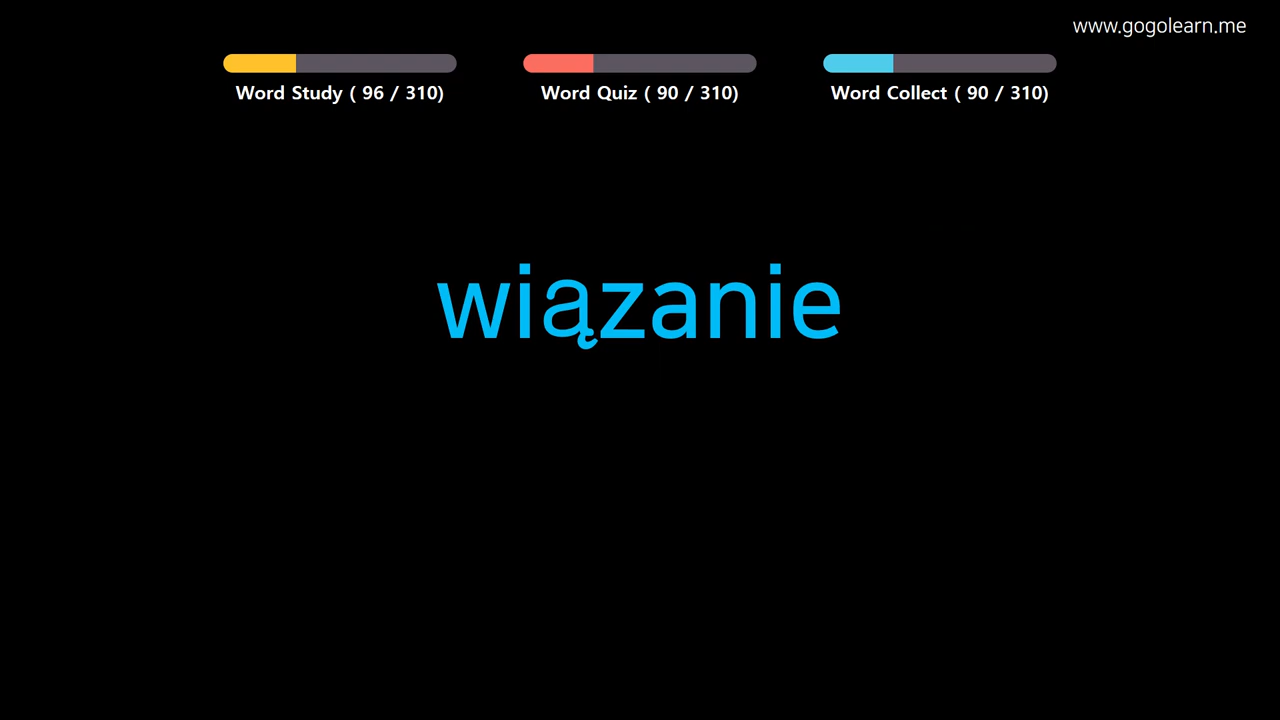 www.gogolearn.me
Word Study ( 96 / 310)
Word Quiz ( 90 / 310)
Word Collect ( 90 / 310)
wiązanie